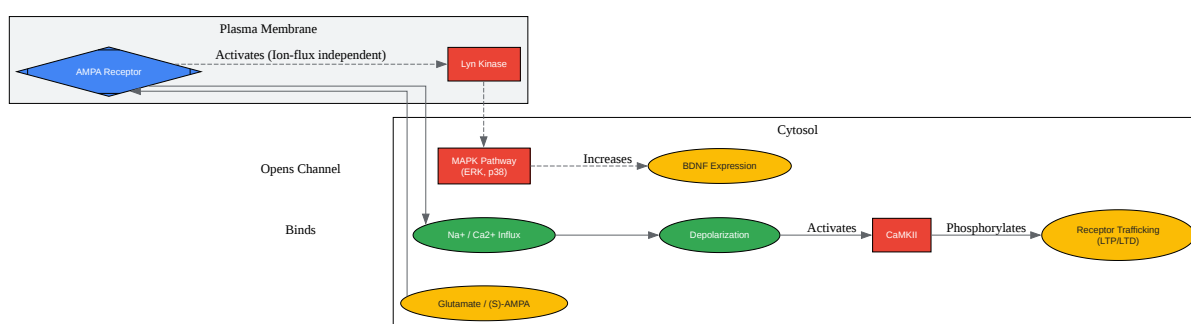 Plasma Membrane
Activates (Ion-flux independent)
AMPA Receptor
Lyn Kinase
Cytosol
MAPK Pathway
(ERK, p38)
Increases
BDNF Expression
Opens Channel
Binds
Na+ / Ca2+ Influx
Depolarization
Activates
CaMKII
Phosphorylates
Receptor Trafficking
(LTP/LTD)
Glutamate / (S)-AMPA